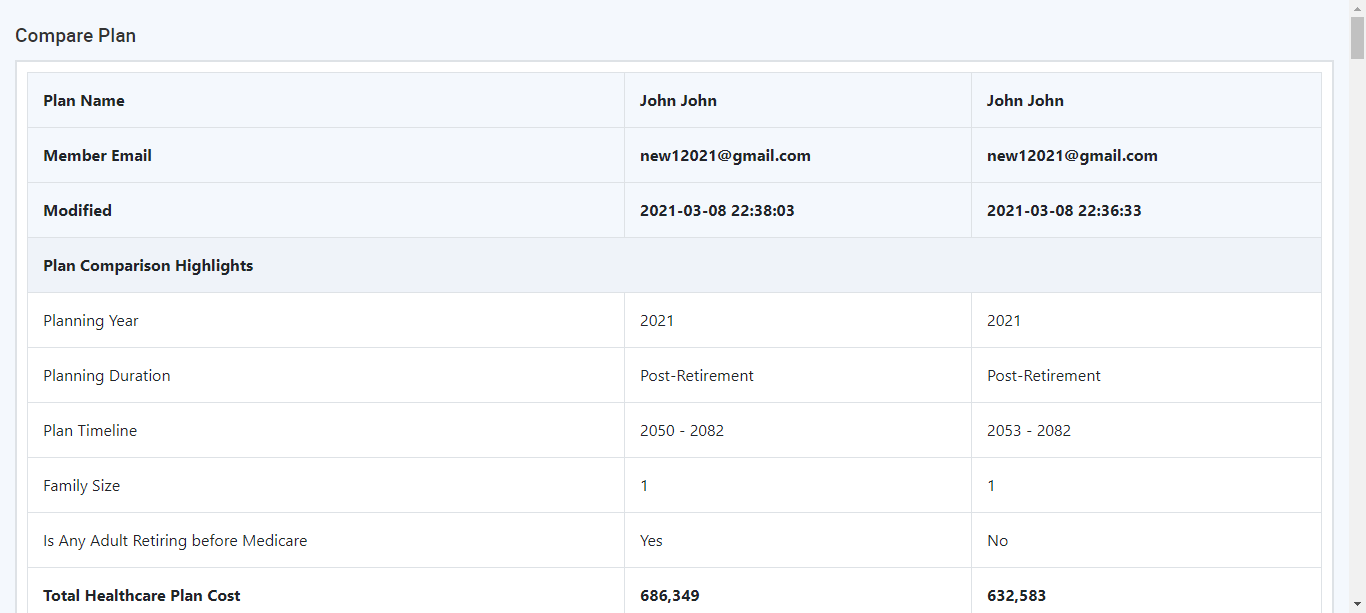 Compare Plan
Plan Name John John John John
Member Email new12021@gmail.com new12021@gmail.com
Modified 2021-03-08 22:38:03 2021-03-08 22:36:33
Plan Comparison Highlights
Planning Year 2021 2021
Planning Duration Post-Retirement Post-Retirement
Plan Timeline 2050 - 2082 2053 - 2082
Family Size 1 1
Is Any Adult Retiring before Medicare Yes No
Total Healthcare Plan Cost 686,349 632,583